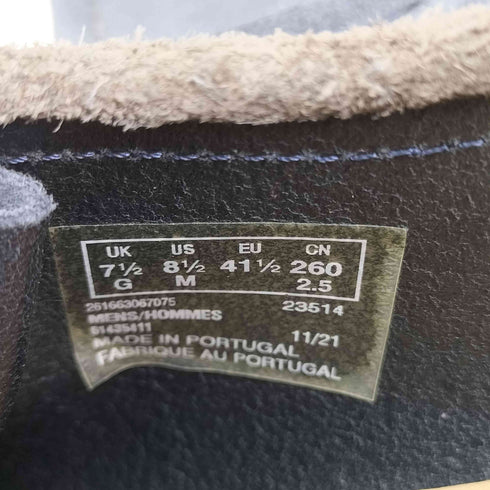 UK US EU CN
7½ 8½ 41½ 260
G M 2.5
261663067075 23514
MENS/HOMMES
61435411 11/21
MADE IN PORTUGAL
FABRIQUE AU PORTUGAL